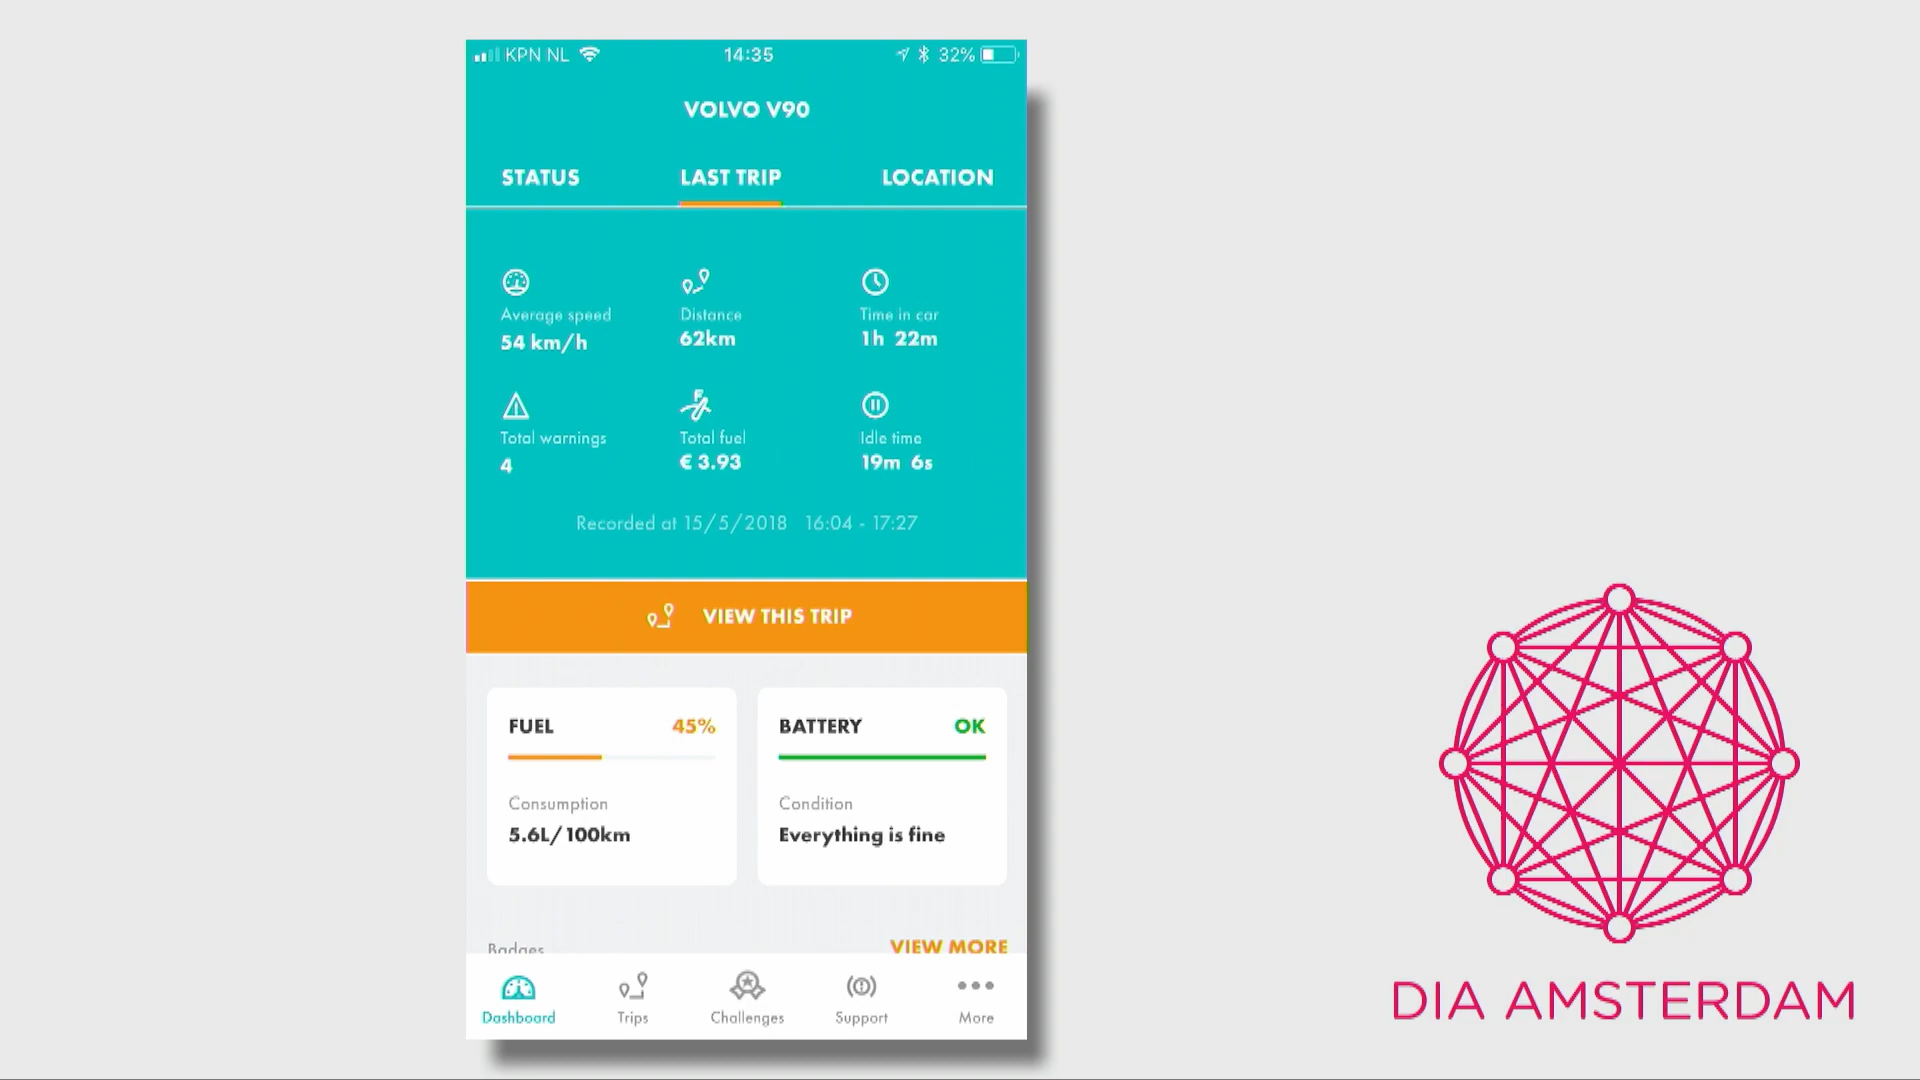 KPN NL 14:35 32%
VOLVO V90
STATUS LAST TRIP LOCATION
Average speed Distance Time in car
54 km/h 62km 1h 22m
Total warnings Total fuel Idle time
4 € 3.93 19m 6s
Recorded at 15/5/2018 16:04 - 17:27
VIEW THIS TRIP
FUEL 45% BATTERY OK
Consumption Condition
5.6L/100km Everything is fine
Badges VIEW MORE
Dashboard Trips Challenges Support More
DIA AMSTERDAM